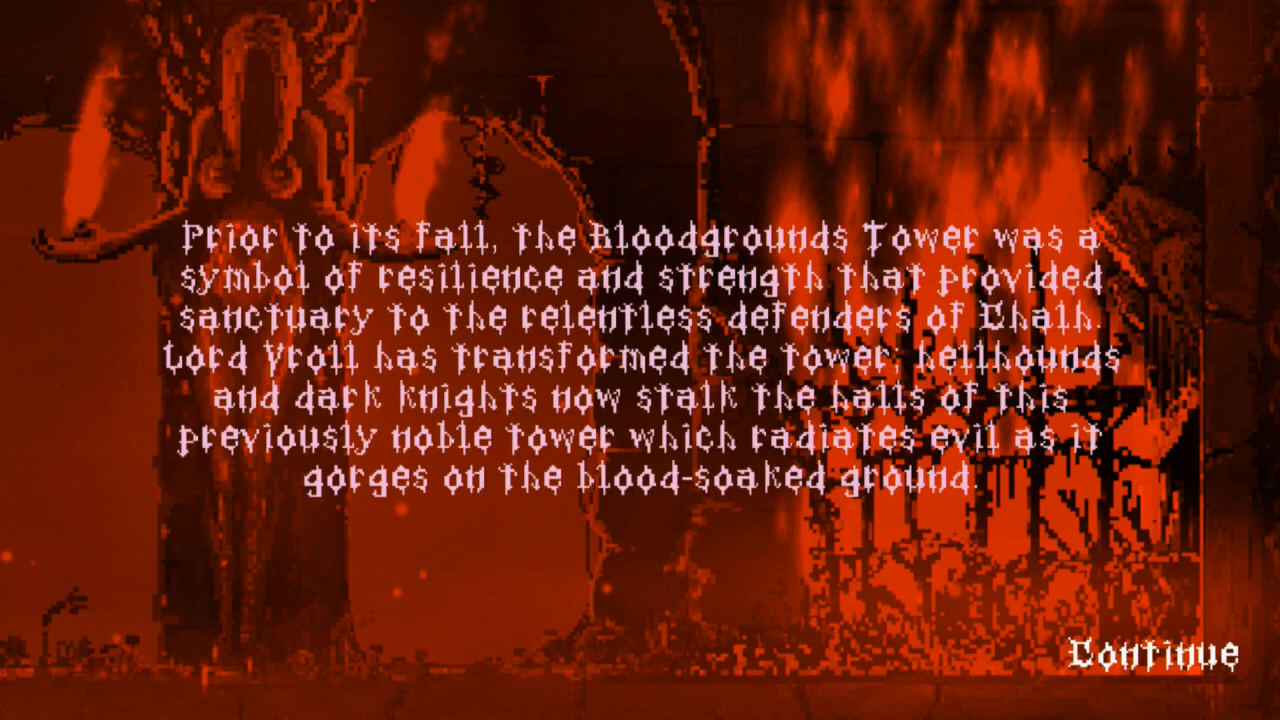 Prior to its fall, the Bloodgrounds Tower was a
symbol of resilience and strength that provided
sanctuary to the relentless defenders of Chalh.
Lord Vroll has transformed the tower; hellhounds
and dark knights now stalk the halls of this
previously noble tower which radiates evil as it
gorges on the blood-soaked ground.
Continue